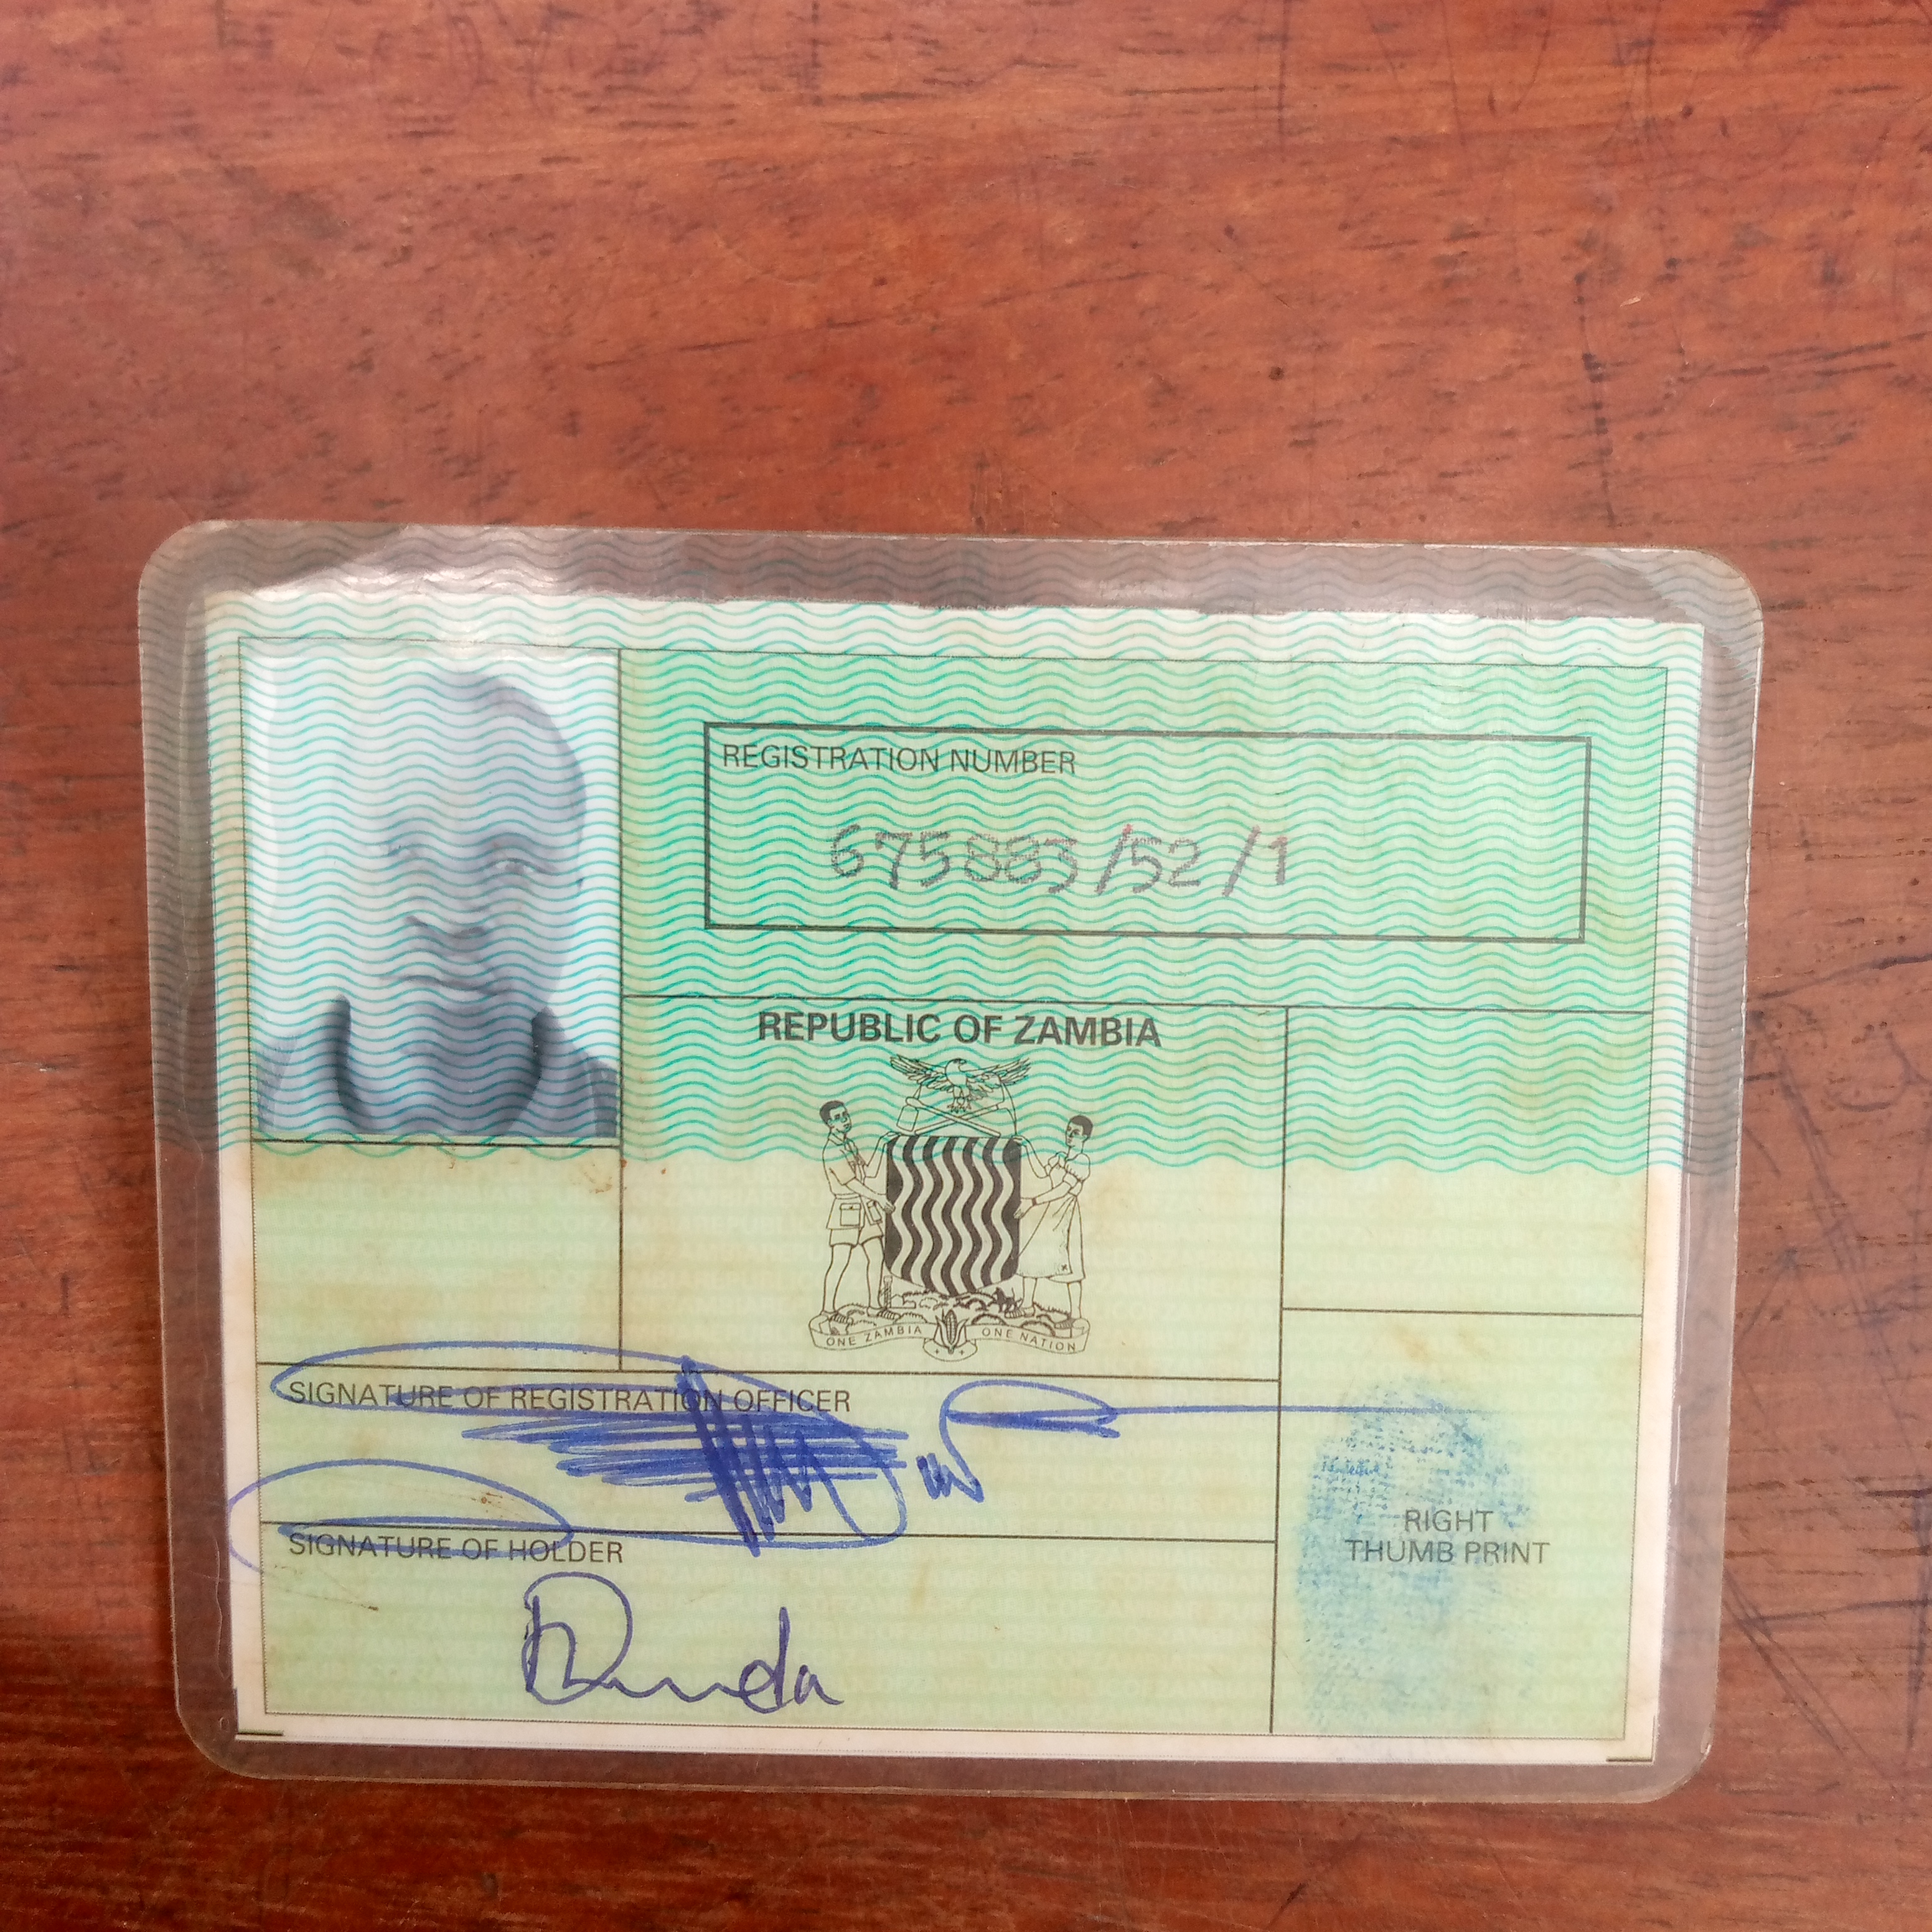 REGISTRATION NUMBER
675883/52/1
REPUBLIC OF ZAMBIA
ONE ZAMBIA ONE NATION
SIGNATURE OF REGISTRATION OFFICER
SIGNATURE OF HOLDER
RIGHT
THUMB PRINT